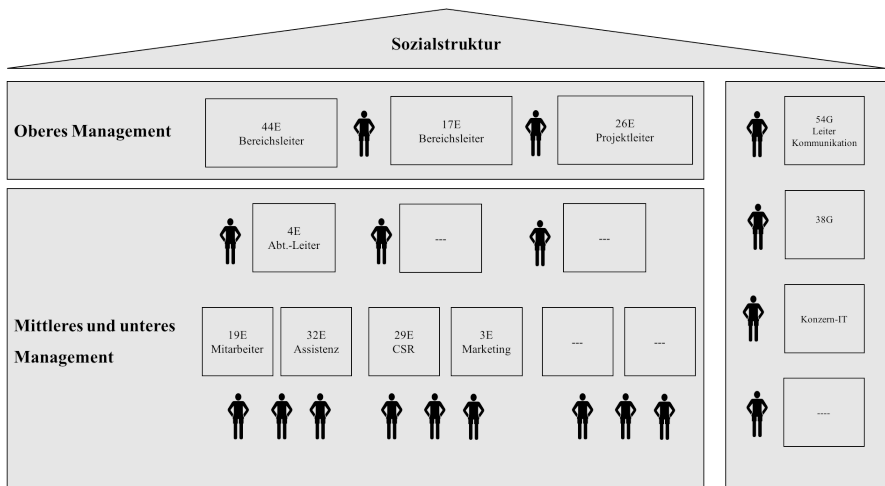 Sozialstruktur
Oberes Management
44E
Bereichsleiter
17E
Bereichsleiter
26E
Projektleiter
4E
Abt.-Leiter
---
---
Mittleres und unteres
Management
19E
Mitarbeiter
32E
Assistenz
29E
CSR
3E
Marketing
---
---
54G
Leiter
Kommunikation
38G
Konzern-IT
----